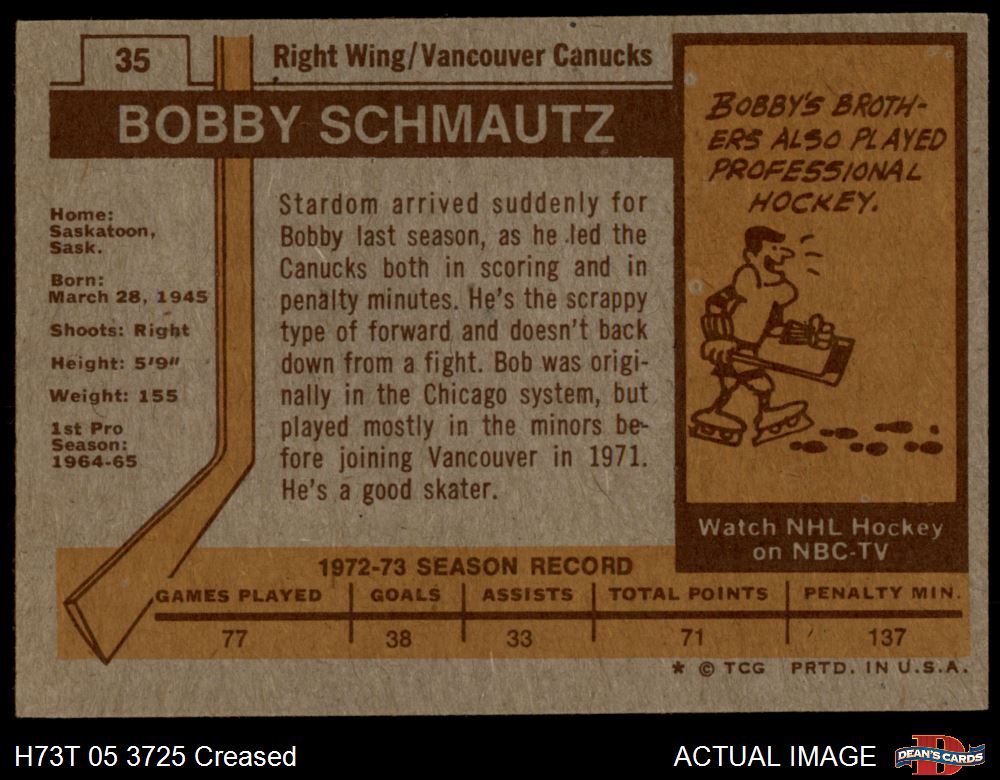 35
Right Wing/Vancouver Canucks
BOBBY SCHMAUTZ
Home:
Saskatoon,
Sask.
Born:
March 28, 1945
Shoots: Right
Height: 5'9"
Weight: 155
1st Pro
Season:
1964-65
Stardom arrived suddenly for
Bobby last season, as he led the
Canucks both in scoring and in
penalty minutes. He's the scrappy
type of forward and doesn't back
down from a fight. Bob was origi-
nally in the Chicago system, but
played mostly in the minors be-
fore joining Vancouver in 1971.
He's a good skater.
BOBBY'S BROTH-
ERS ALSO PLAYED
PROFESSIONAL
HOCKEY.
Watch NHL Hockey
on NBC-TV
1972-73 SEASON RECORD
GAMES PLAYED GOALS ASSISTS TOTAL POINTS PENALTY MIN.
77 38 33 71 137
* © TCG PRTD. IN U.S.A.
H73T 05 3725 Creased
ACTUAL IMAGE
D
DEAN'S CARDS